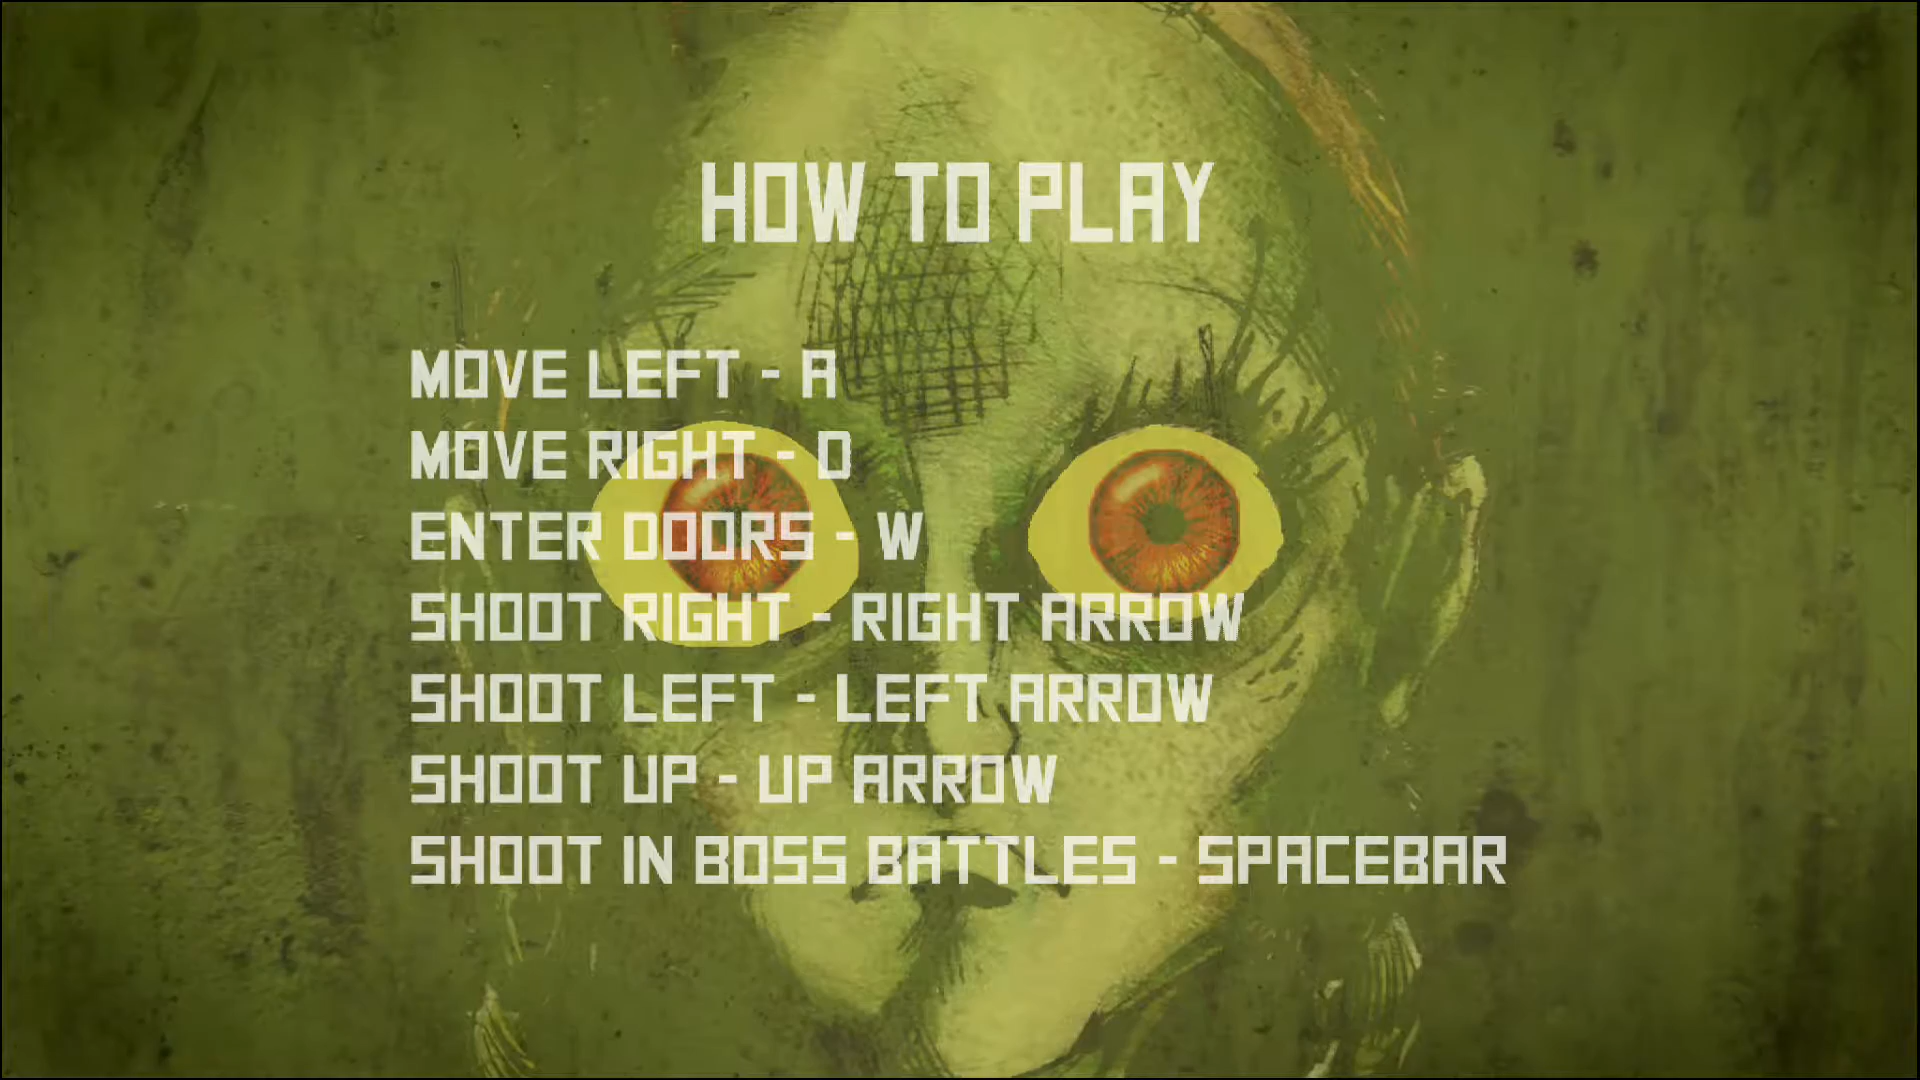 HOW TO PLAY
MOVE LEFT - A
MOVE RIGHT - D
ENTER DOORS - W
SHOOT RIGHT - RIGHT ARROW
SHOOT LEFT - LEFT ARROW
SHOOT UP - UP ARROW
SHOOT IN BOSS BATTLES - SPACEBAR